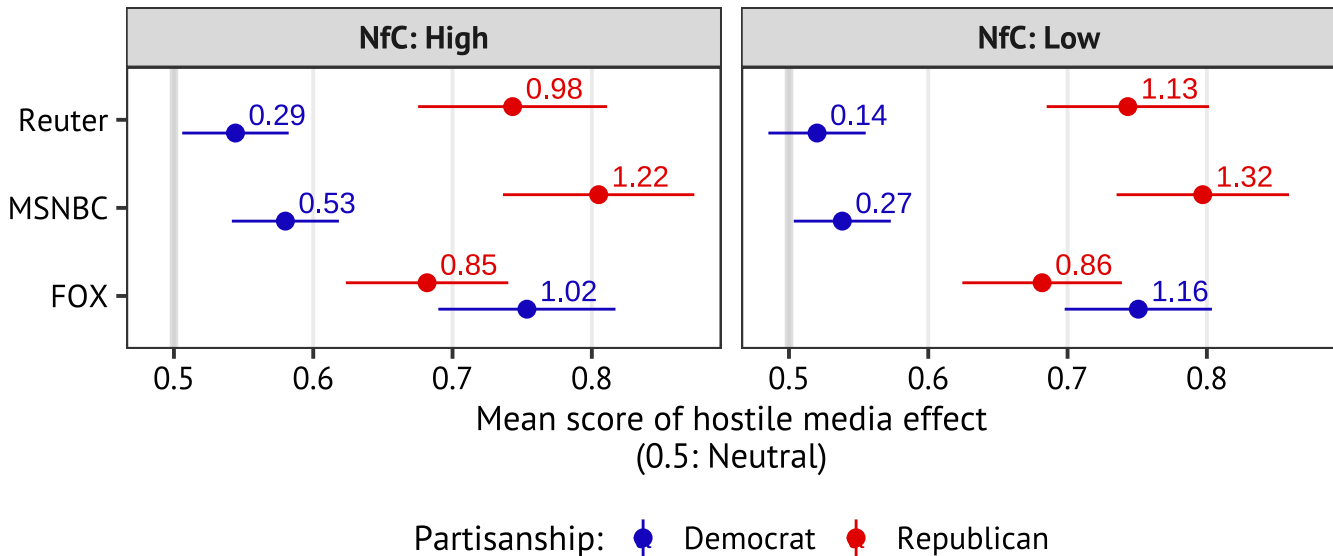 NfC: High
NfC: Low
Reuter
0.98
0.29
1.13
0.14
MSNBC
1.22
0.53
1.32
0.27
FOX
0.85
1.02
0.86
1.16
0.5 0.6 0.7 0.8
0.5 0.6 0.7 0.8
Mean score of hostile media effect
(0.5: Neutral)
Partisanship: Democrat Republican